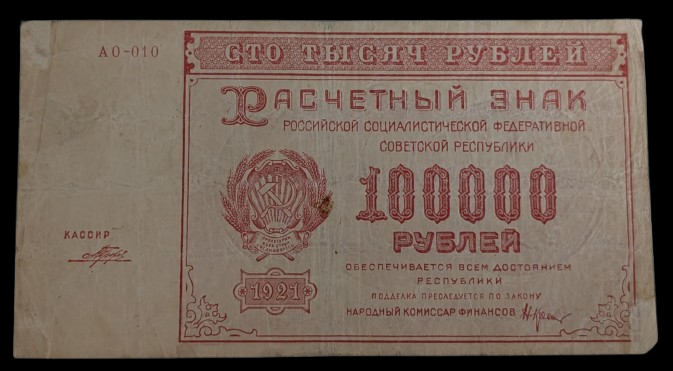 АО-010
СТО ТЫСЯЧ РУБЛЕЙ
РАСЧЕТНЫЙ ЗНАК
РОССИЙСКОЙ СОЦИАЛИСТИЧЕСКОЙ ФЕДЕРАТИВНОЙ
СОВЕТСКОЙ РЕСПУБЛИКИ
100000
РУБЛЕЙ
КАССИР
1921
ОБЕСПЕЧИВАЕТСЯ ВСЕМ ДОСТОЯНИЕМ
РЕСПУБЛИКИ
ПОДДЕЛКА ПРЕСЛЕДУЕТСЯ ПО ЗАКОНУ
НАРОДНЫЙ КОМИССАР ФИНАНСОВ